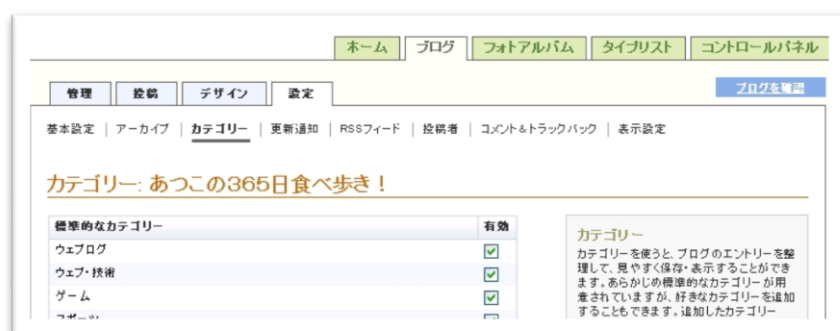 ホーム ブログ フォトアルバム タイプリスト コントロールパネル
管理 投稿 デザイン 設定 ブログを確認
基本設定 | アーカイブ | カテゴリー | 更新通知 | RSSフィード | 投稿者 | コメント&トラックバック | 表示設定
カテゴリー: あつこの365日食べ歩き！
標準的なカテゴリー 有効
ウェブログ
ウェブ・技術
ゲーム
スポーツ
カテゴリー
カテゴリーを使うと、ブログのエントリーを整
理して、見やすく保存・表示することができ
ます。あらかじめ標準的なカテゴリーが用
意されていますが、好きなカテゴリーを追加
することもできます。追加したカテゴリー